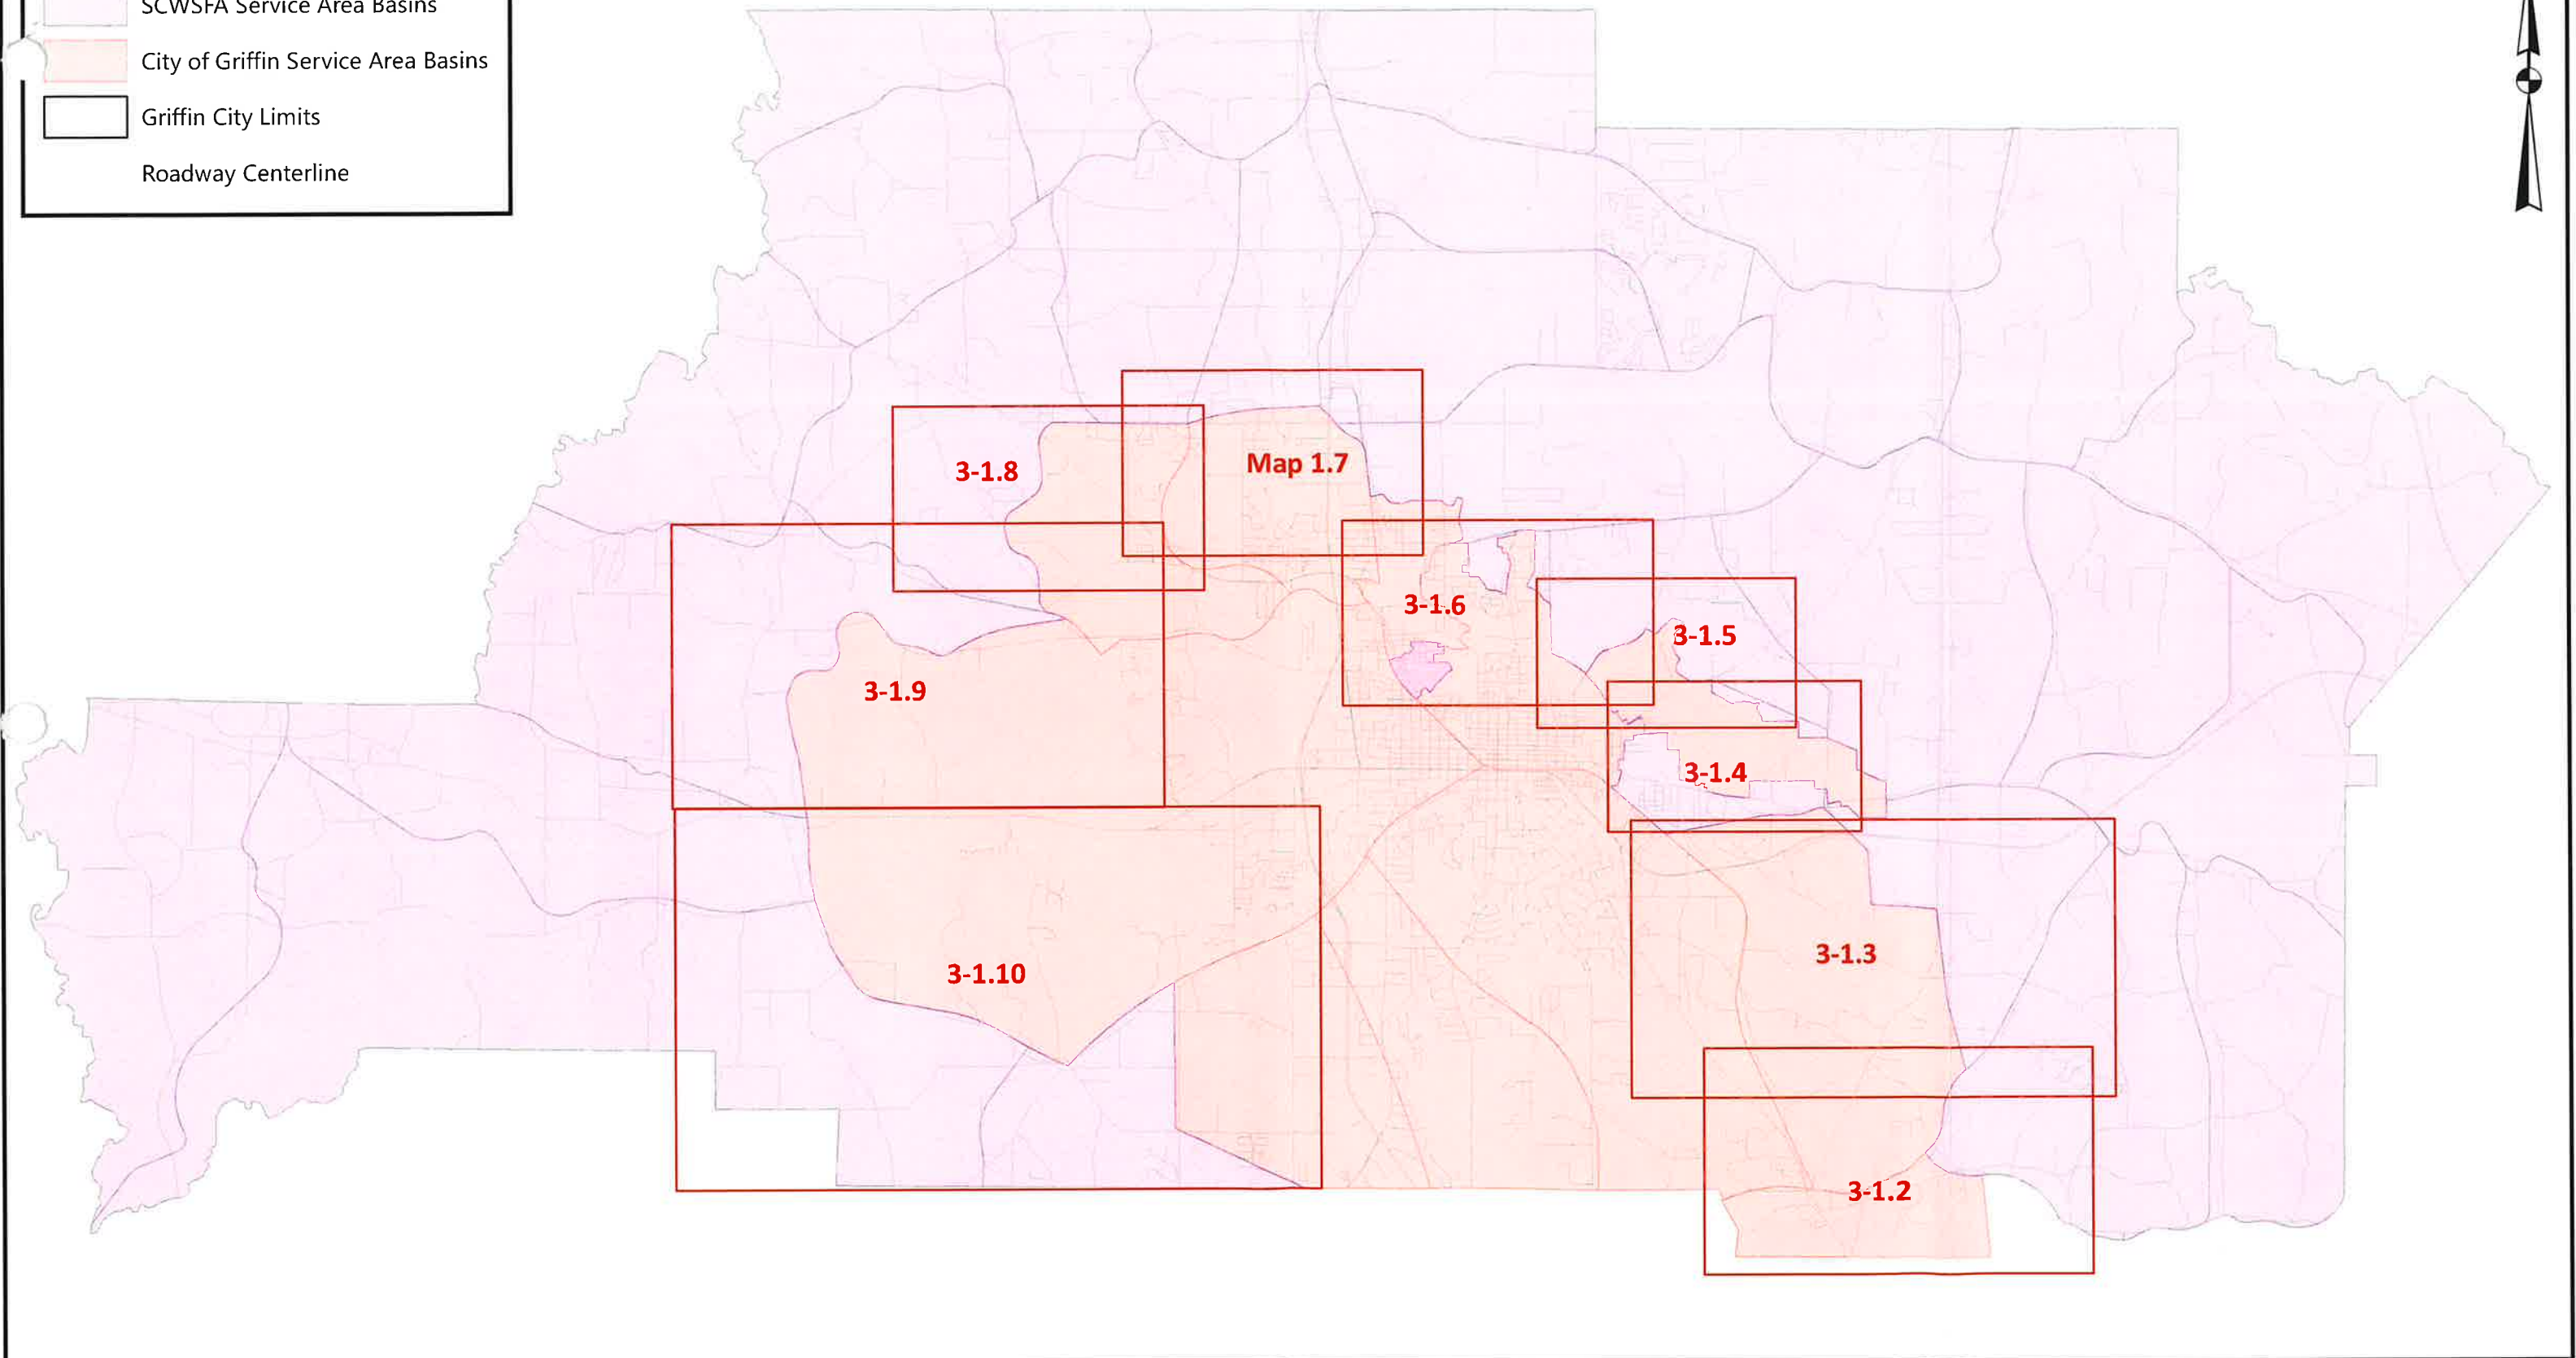 SCWSFA Service Area Basins
City of Griffin Service Area Basins
Griffin City Limits
Roadway Centerline
Map 1.7
3-1.8
3-1.6
3-1.5
3-1.9
3-1.4
3-1.3
3-1.10
3-1.2